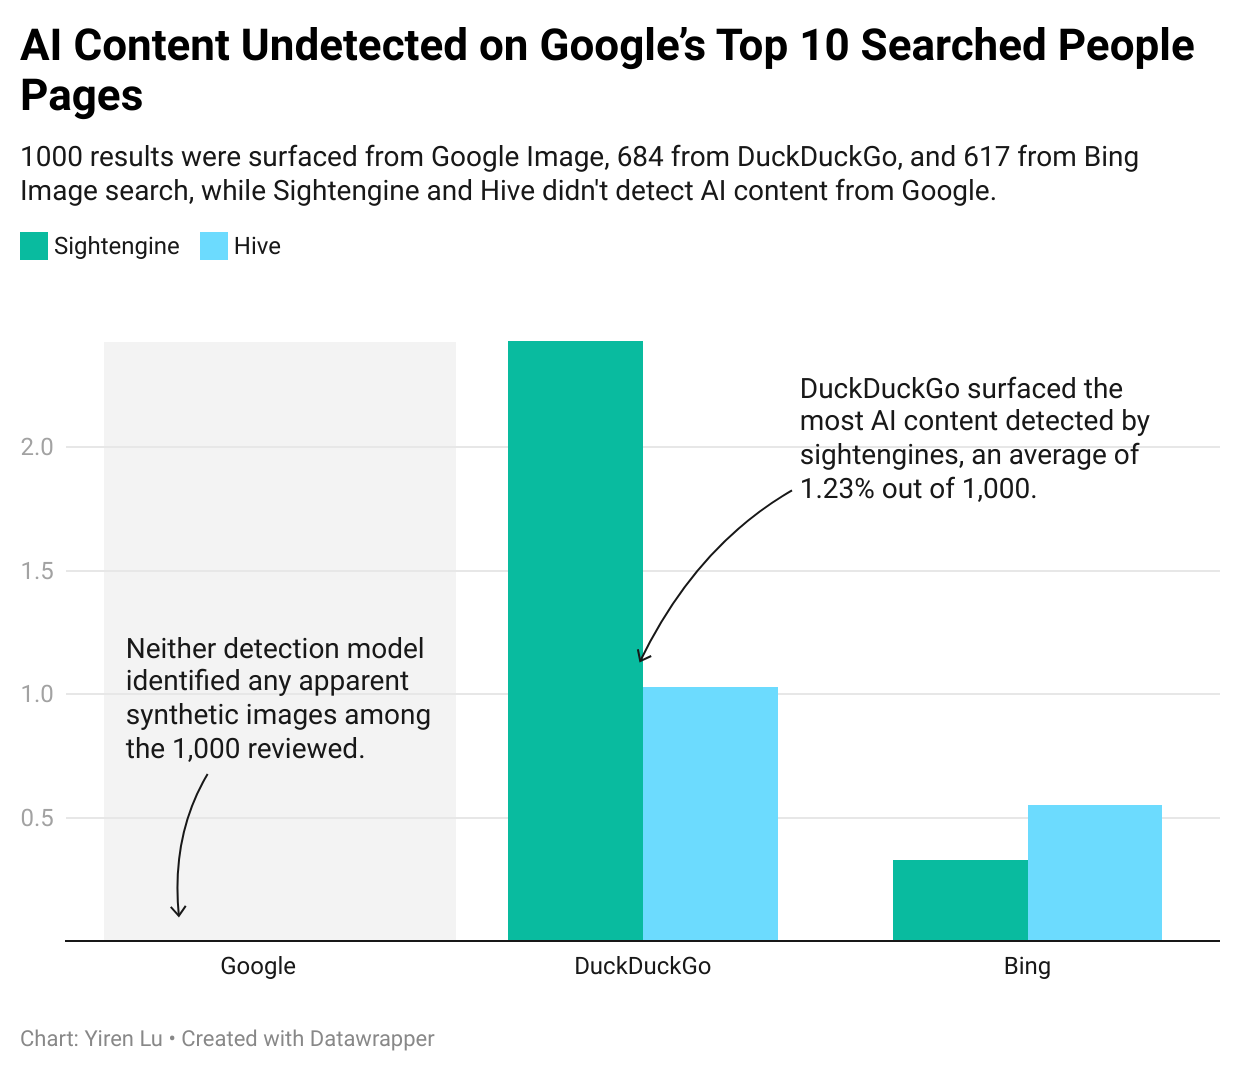 AI Content Undetected on Google’s Top 10 Searched People
Pages
1000 results were surfaced from Google Image, 684 from DuckDuckGo, and 617 from Bing
Image search, while Sightengine and Hive didn't detect AI content from Google.
Sightengine Hive
DuckDuckGo surfaced the
most AI content detected by
sightengines, an average of
1.23% out of 1,000.
2.0
1.5
Neither detection model
identified any apparent
synthetic images among
the 1,000 reviewed.
1.0
0.5
Google DuckDuckGo Bing
Chart: Yiren Lu • Created with Datawrapper